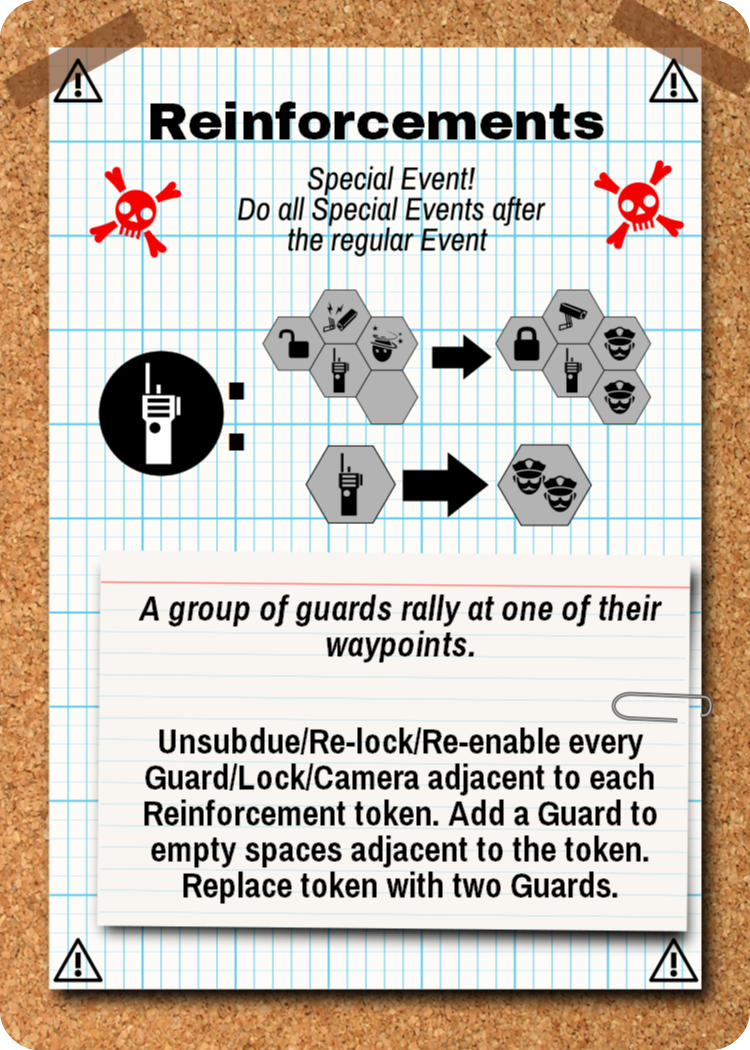 Reinforcements
Special Event!
Do all Special Events after
the regular Event
:
A group of guards rally at one of their
waypoints.
Unsubdue/Re-lock/Re-enable every
Guard/Lock/Camera adjacent to each
Reinforcement token. Add a Guard to
empty spaces adjacent to the token.
Replace token with two Guards.